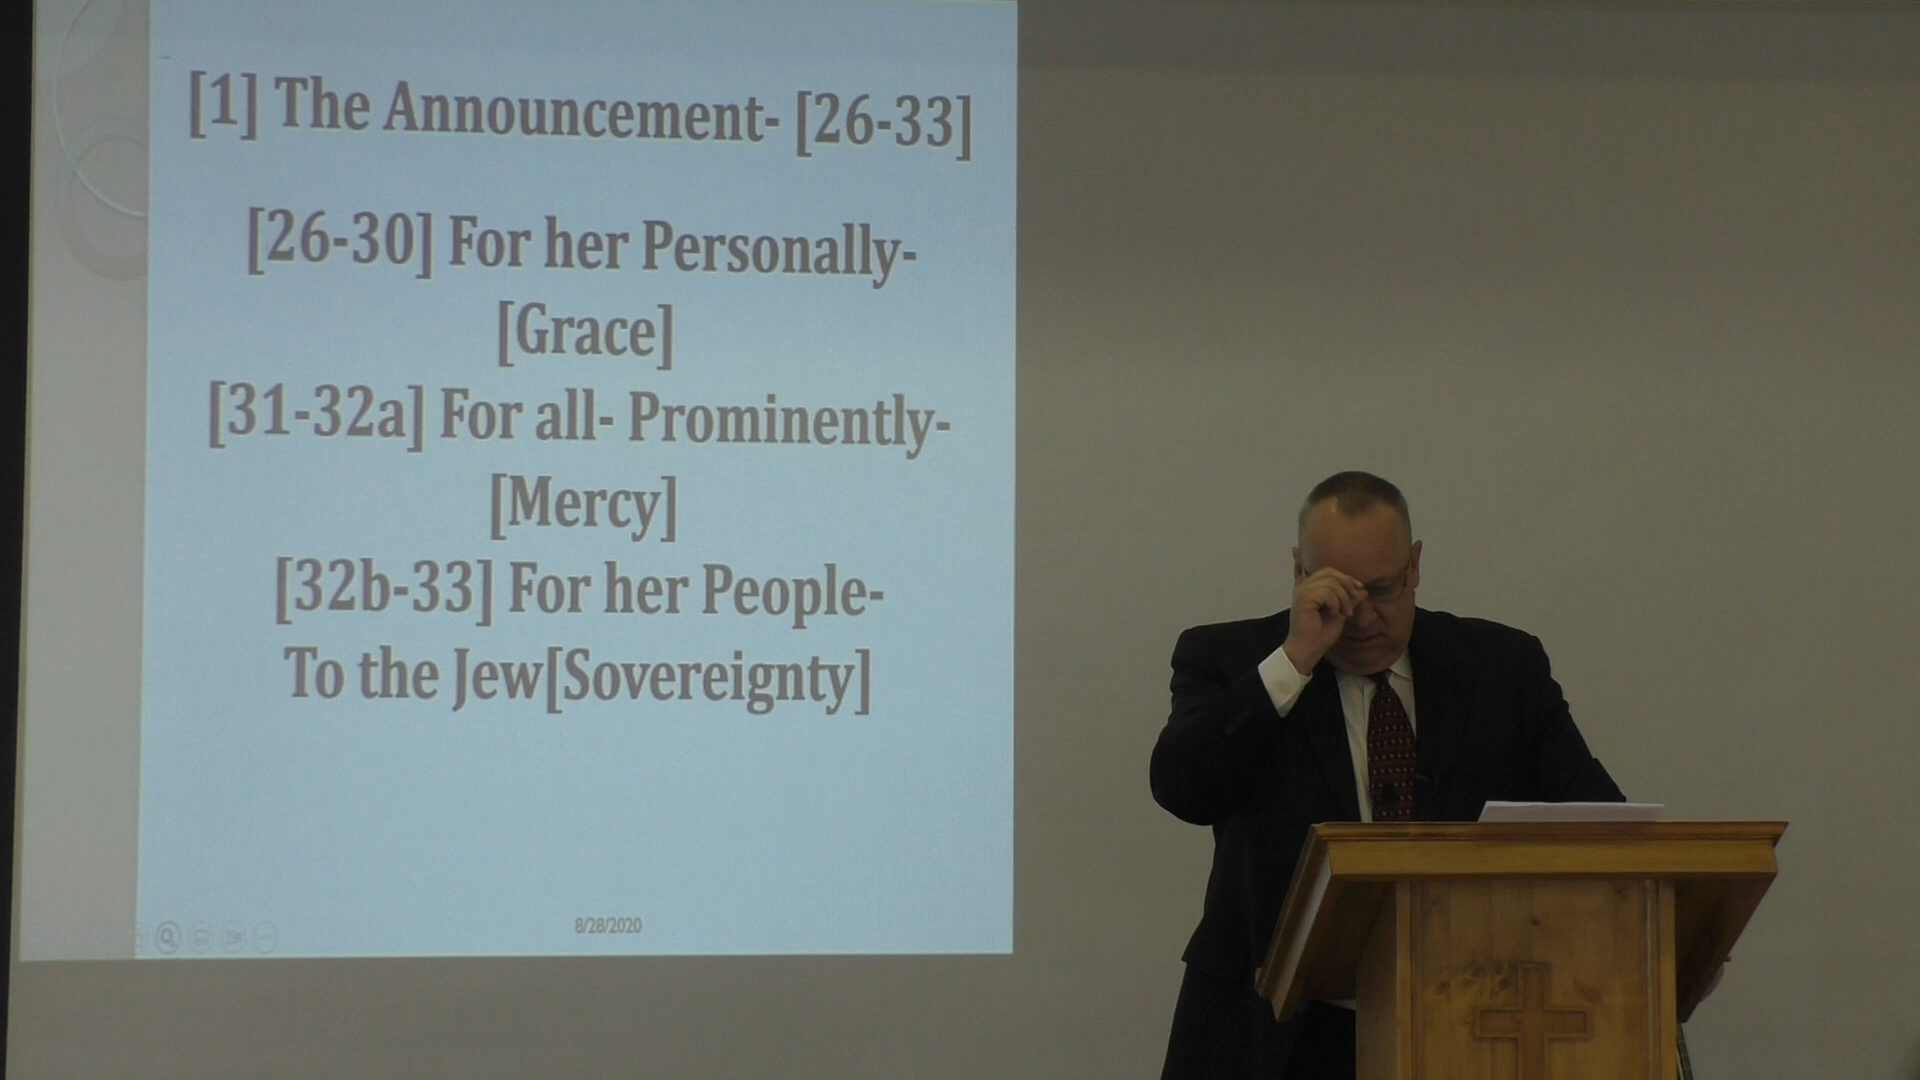 [1] The Announcement- [26-33]
[26-30] For her Personally-
[Grace]
[31-32a] For all- Prominently-
[Mercy]
[32b-33] For her People-
To the Jew[Sovereignty]
8/28/2020